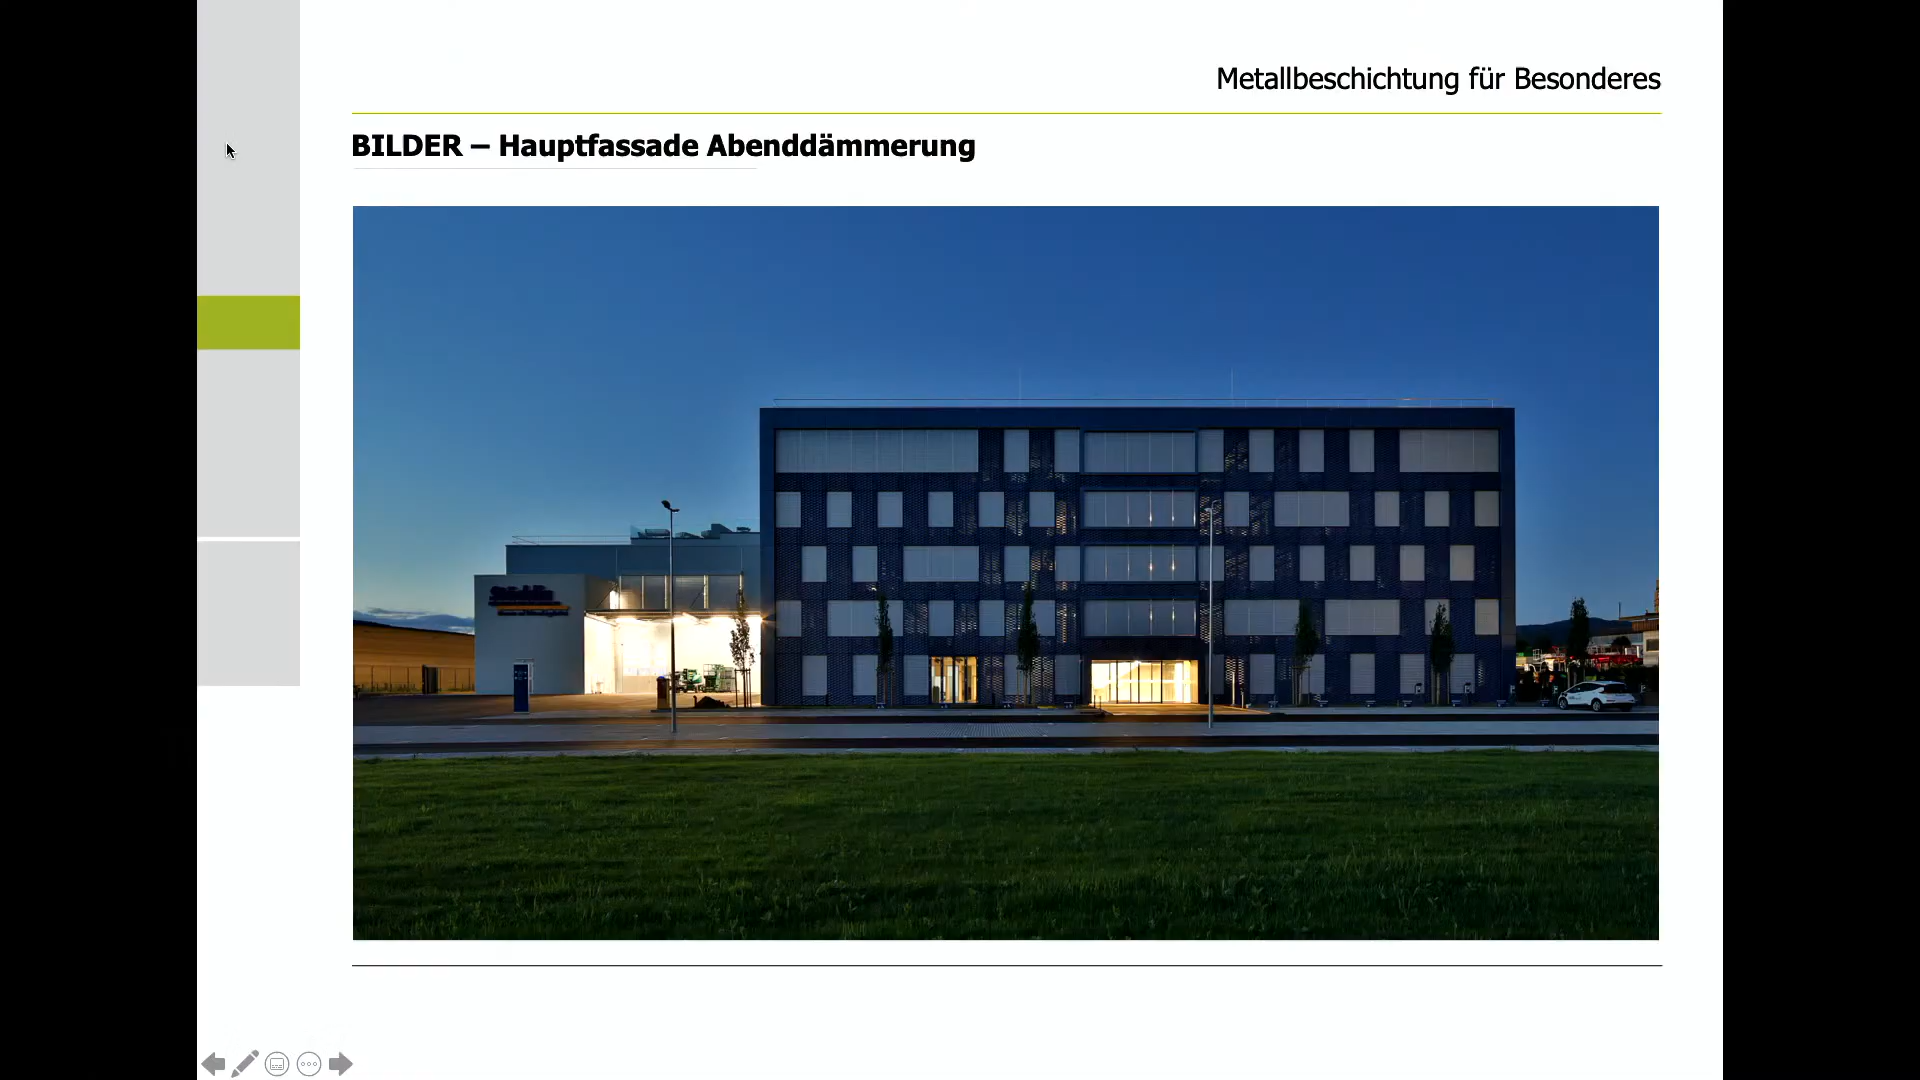 Metallbeschichtung für Besonderes
BILDER – Hauptfassade Abenddämmerung